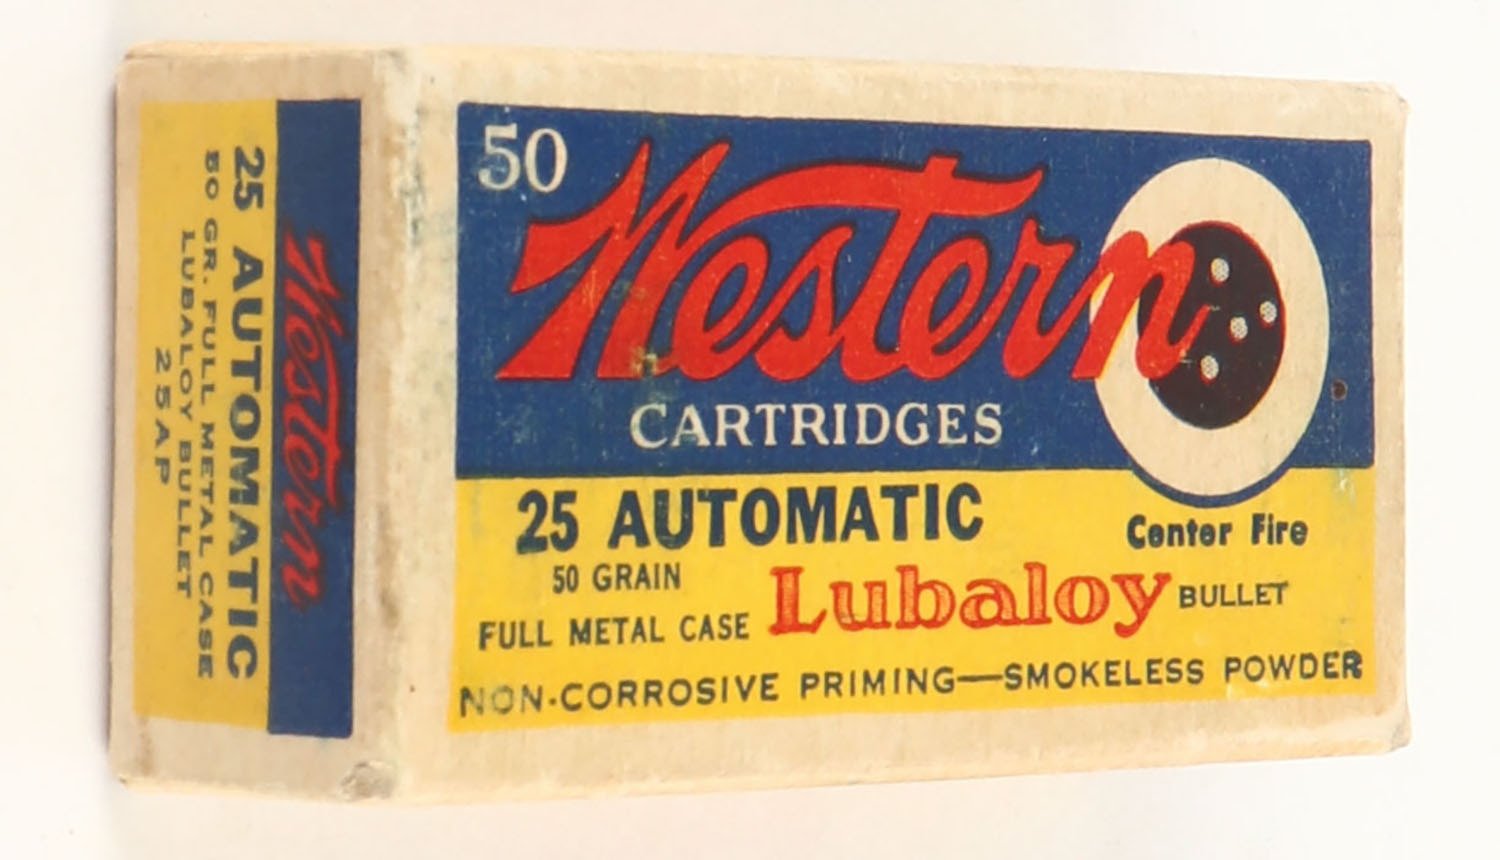 50
Western
CARTRIDGES
25 AUTOMATIC
Center Fire
50 GRAIN
FULL METAL CASE Lubaloy BULLET
NON-CORROSIVE PRIMING—SMOKELESS POWDER
Western
25 AUTOMATIC
50 GR. FULL METAL CASE
LUBALOY BULLET
25AP